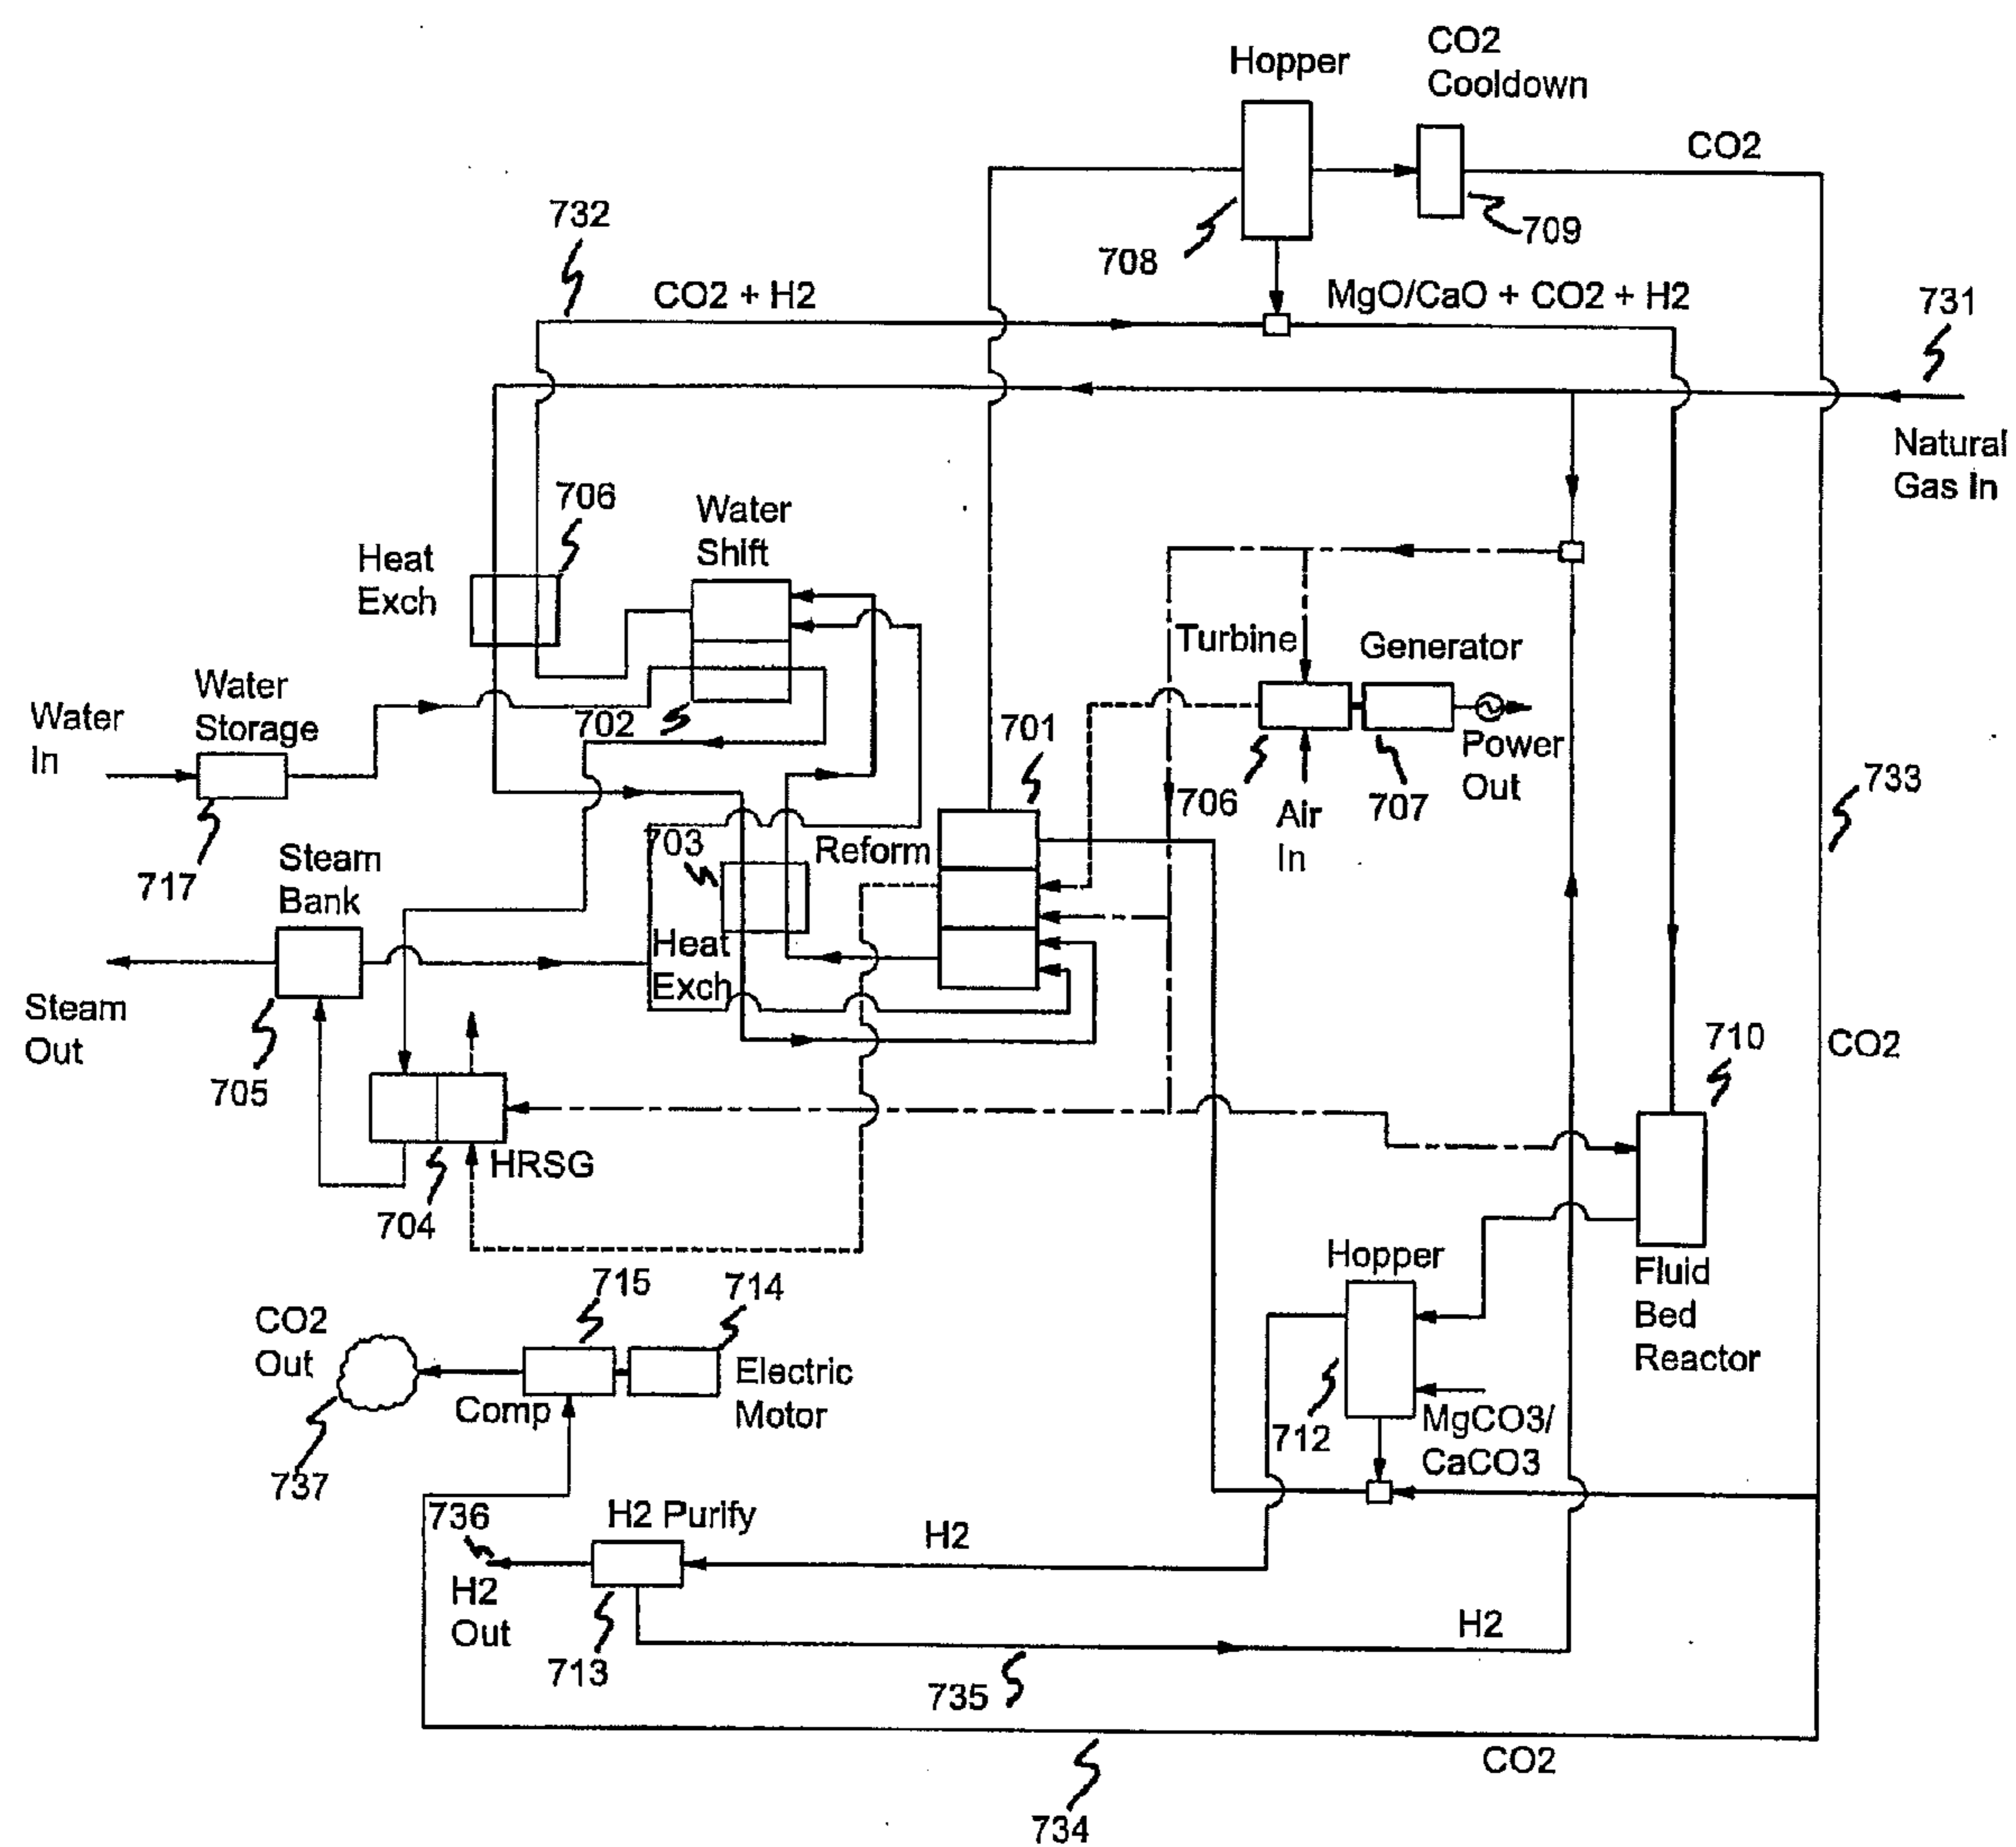 CO2
Cooldown
Hopper
CO2
732
709
708
CO2 + H2
MgO/CaO + CO2 + H2
731
Natural
Gas In
706
Water
Shift
Heat
Exch
Turbine
Generator
Water
Storage
Water
In
702
701
Power
Out
706
707
Air
In
733
703
Reform
717
Steam
Bank
Heat
Exch
Steam
Out
705
710
CO2
HRSG
704
Hopper
Fluid
Bed
Reactor
715
714
CO2
Out
Electric
Motor
Comp
712
MgCO3/
CaCO3
737
736
H2 Purify
H2
H2
Out
713
H2
735
CO2
734